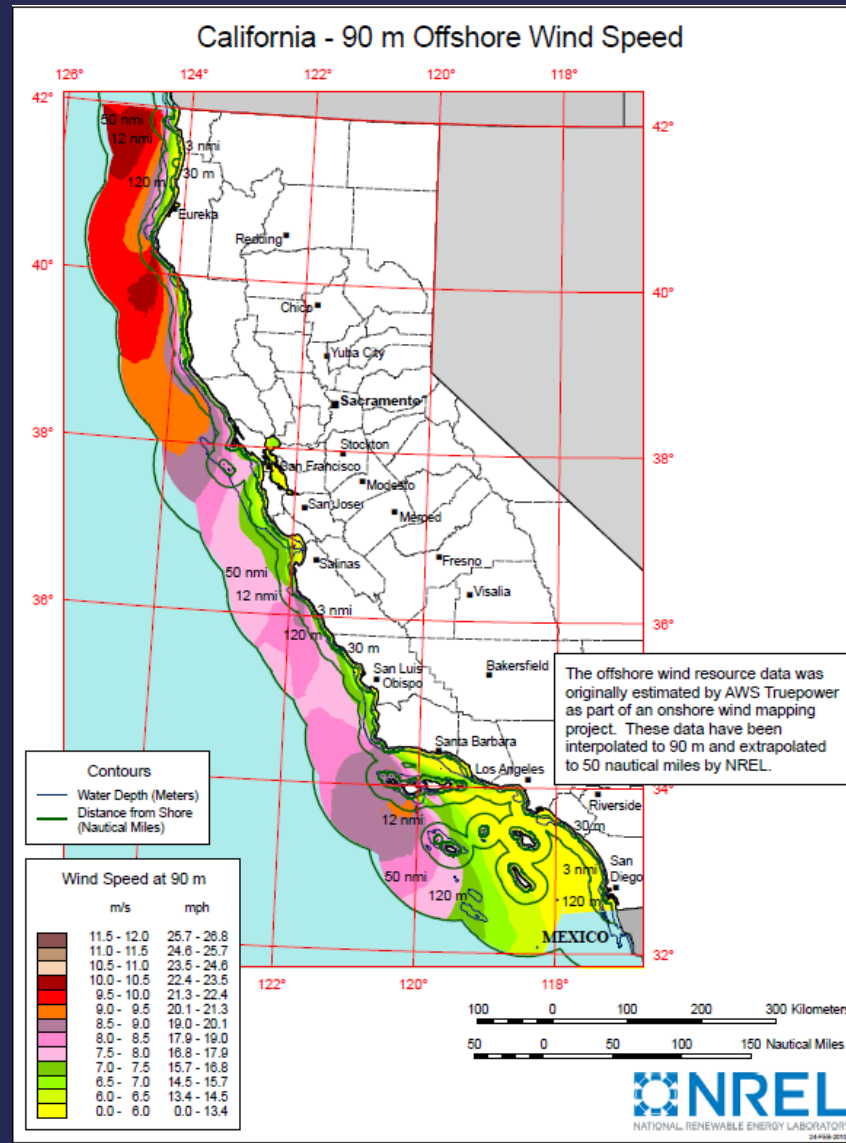 California - 90 m Offshore Wind Speed
126° 124° 122° 120° 118°
42°
42°
50 nmi
12 nmi
3 nmi
120 m
30 m
Eureka
Redding
40°
40°
Chico
Yuba City
Sacramento
38°
38°
Stockton
San Francisco
Modesto
San Jose
Merced
Salinas
Fresno
50 nmi
12 nmi
Visalia
36°
36°
3 nmi
120 m
30 m
San Luis
Obispo
Bakersfield
The offshore wind resource data was
originally estimated by AWS Truepower
as part of an onshore wind mapping
project. These data have been
interpolated to 90 m and extrapolated
to 50 nautical miles by NREL.
Santa Barbara
Los Angeles
34°
34°
Riverside
12 nmi
30 m
50 nmi
3 nmi
San
Diego
120 m
120 m
MEXICO
32°
32°
122° 120° 118°
Contours
Water Depth (Meters)
Distance from Shore
(Nautical Miles)
Wind Speed at 90 m
m/s mph
11.5 - 12.0 25.7 - 26.8
11.0 - 11.5 24.6 - 25.7
10.5 - 11.0 23.5 - 24.6
10.0 - 10.5 22.4 - 23.5
9.5 - 10.0 21.3 - 22.4
9.0 - 9.5 20.1 - 21.3
8.5 - 9.0 19.0 - 20.1
8.0 - 8.5 17.9 - 19.0
7.5 - 8.0 16.8 - 17.9
7.0 - 7.5 15.7 - 16.8
6.5 - 7.0 14.5 - 15.7
6.0 - 6.5 13.4 - 14.5
0.0 - 6.0 0.0 - 13.4
100 0 100 200 300 Kilometers
50 0 50 100 150 Nautical Miles
NREL
NATIONAL RENEWABLE ENERGY LABORATORY